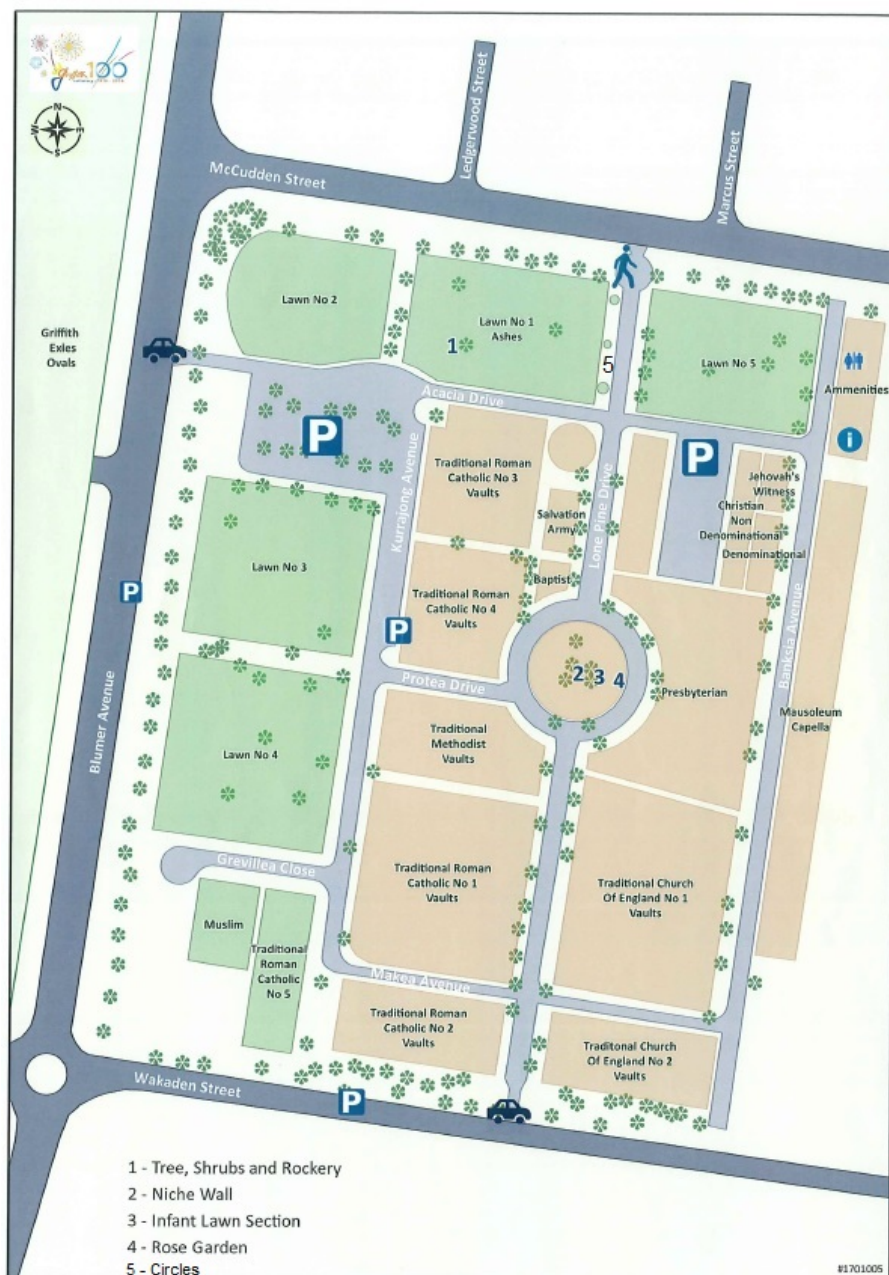 100
N
W E
S
McCudden Street
Ledgerwood Street
Marcus Street
Griffith
Exies
Ovals
Lawn No 2
Lawn No 1
Ashes
1
5
Lawn No 5
Ammenities
i
Acacia Drive
P
P
Kurrajong Avenue
Traditional Roman
Catholic No 3
Vaults
Salvation
Army
Lone Pine Drive
Jehovah's
Witness
Christian
Non
Denominational
Denominational
Lawn No 3
P
Traditional Roman
Catholic No 4
Vaults
Baptist
P
Blumer Avenue
Protea Drive
2 3 4
Presbyterian
Banksia Avenue
Mausoleum
Capella
Lawn No 4
Traditional
Methodist
Vaults
Grevillea Close
Traditional Roman
Catholic No 1
Vaults
Traditional Church
Of England No 1
Vaults
Muslim
Traditional
Roman
Catholic
No 5
Makea Avenue
Traditional Roman
Catholic No 2
Vaults
Traditonal Church
Of England No 2
Vaults
Wakaden Street
P
1 - Tree, Shrubs and Rockery
2 - Niche Wall
3 - Infant Lawn Section
4 - Rose Garden
5 - Circles
#1701005